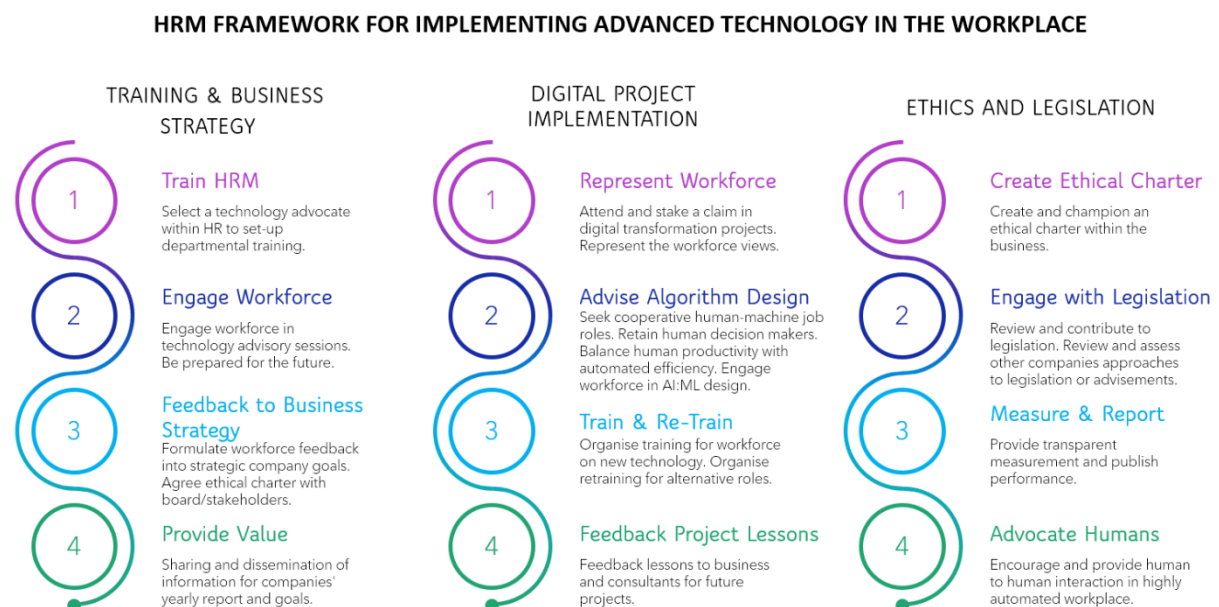 HRM FRAMEWORK FOR IMPLEMENTING ADVANCED TECHNOLOGY IN THE WORKPLACE
TRAINING & BUSINESS
STRATEGY
1
Train HRM
Select a technology advocate
within HR to set-up
departmental training.
2
Engage Workforce
Engage workforce in
technology advisory sessions.
Be prepared for the future.
3
Feedback to Business
Strategy
Formulate workforce feedback
into strategic company goals.
Agree ethical charter with
board/stakeholders.
4
Provide Value
Sharing and dissemination of
information for companies'
yearly report and goals.
DIGITAL PROJECT
IMPLEMENTATION
1
Represent Workforce
Attend and stake a claim in
digital transformation projects.
Represent the workforce views.
2
Advise Algorithm Design
Seek cooperative human-machine job
roles. Retain human decision makers.
Balance human productivity with
automated efficiency. Engage
workforce in AI:ML design.
3
Train & Re-Train
Organise training for workforce
on new technology. Organise
retraining for alternative roles.
4
Feedback Project Lessons
Feedback lessons to business
and consultants for future
projects.
ETHICS AND LEGISLATION
1
Create Ethical Charter
Create and champion an
ethical charter within the
business.
2
Engage with Legislation
Review and contribute to
legislation. Review and assess
other companies approaches
to legislation or advisements.
3
Measure & Report
Provide transparent
measurement and publish
performance.
4
Advocate Humans
Encourage and provide human
to human interaction in highly
automated workplace.